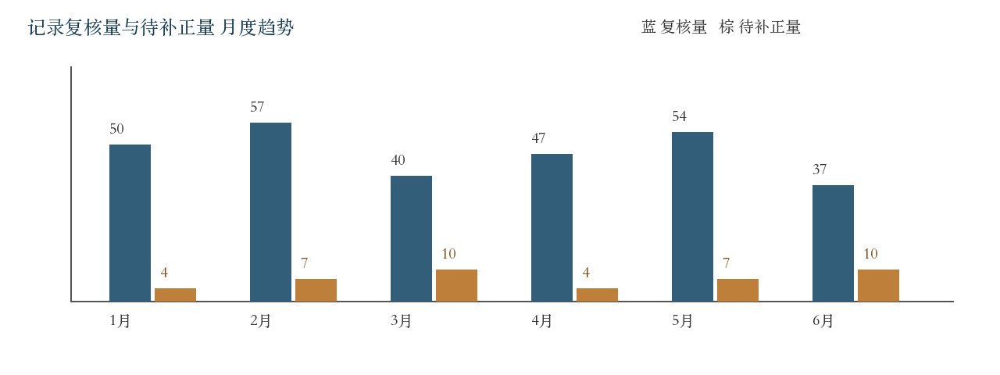 记录复核量与待补正量 月度趋势
蓝 复核量 棕 待补正量
50 4 57 7 40 10 47 4 54 7 37 10
1月 2月 3月 4月 5月 6月